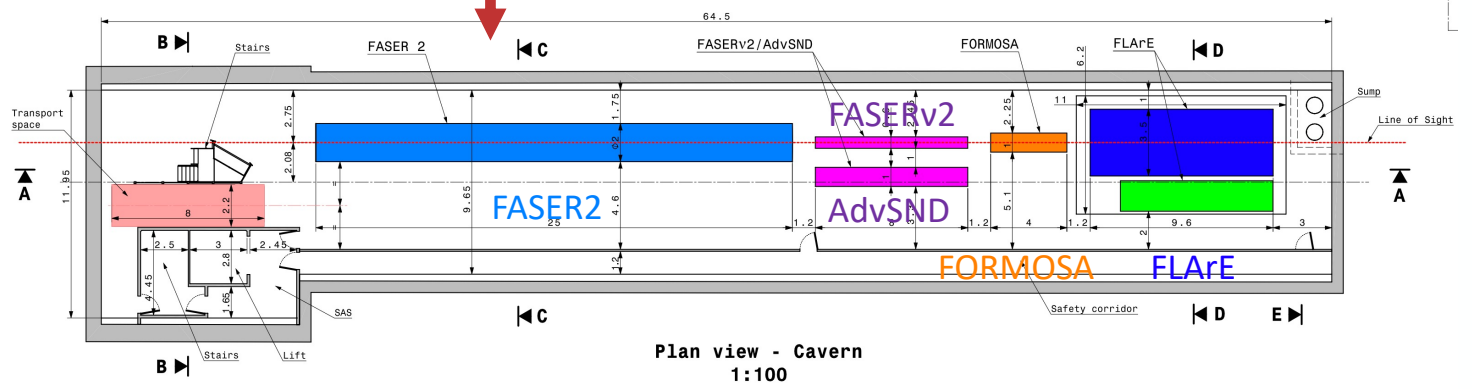 64.5
B
Stairs
FASER 2
C
FASERν2/AdvSND
FORMOSA
FLArE
D
6.2
Transport
space
2.75
1.75
2.25
11
1
Sump
FASERν2
Line of Sight
2.08
1
1
A
11.95
9.65
8
2.2
FASER2
4.6
1
AdvSND
5.1
A
25
1.2
1.2
4
1.2
9.6
3
2
2.5
3
2.45
2.8
4.45
1.65
1.2
FORMOSA
FLArE
SAS
Safety corridor
C
D
E
B
Stairs
Lift
Plan view - Cavern
1:100